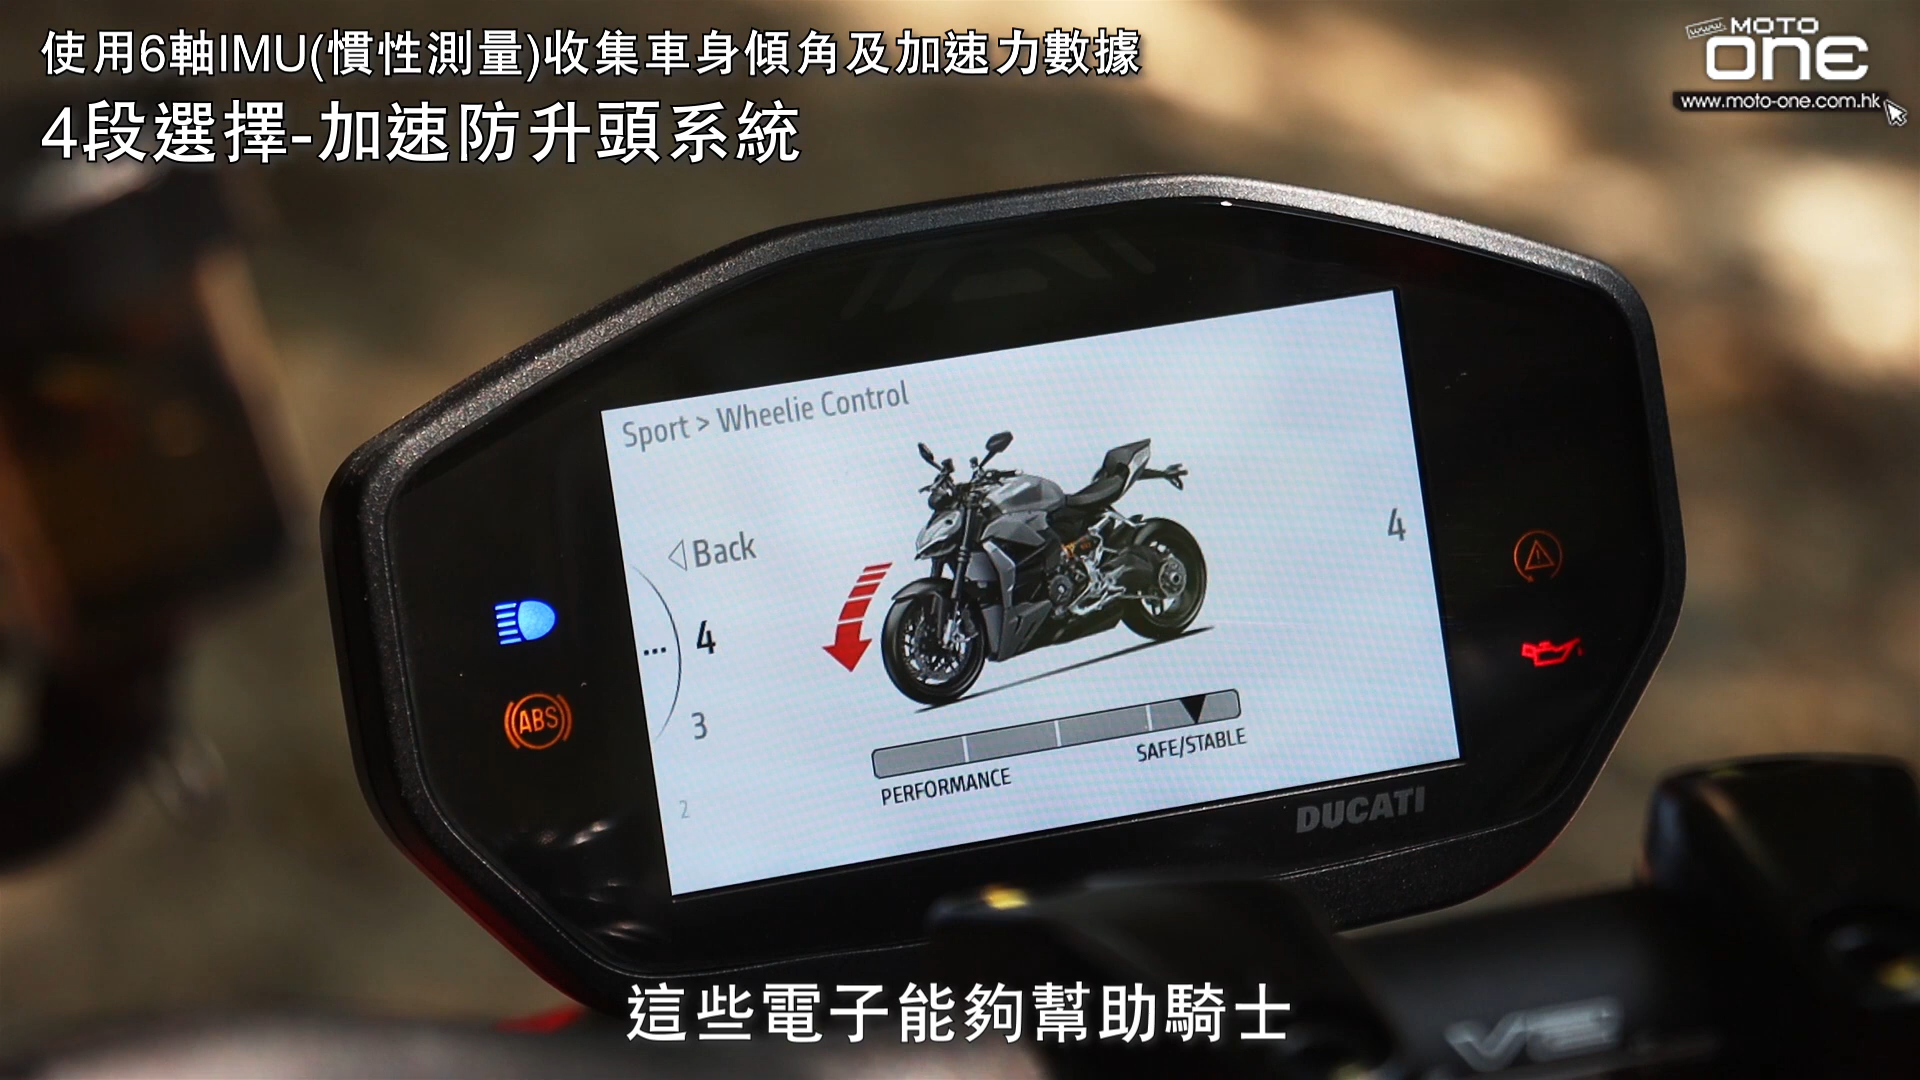 使用6軸IMU(慣性測量)收集車身傾角及加速力數據
4段選擇-加速防升頭系統
www.
MOTO
ONE
www.moto-one.com.hk
Sport > Wheelie Control
Back
4
4
3
2
PERFORMANCE
SAFE/STABLE
ABS
DUCATI
V2
這些電子能夠幫助騎士